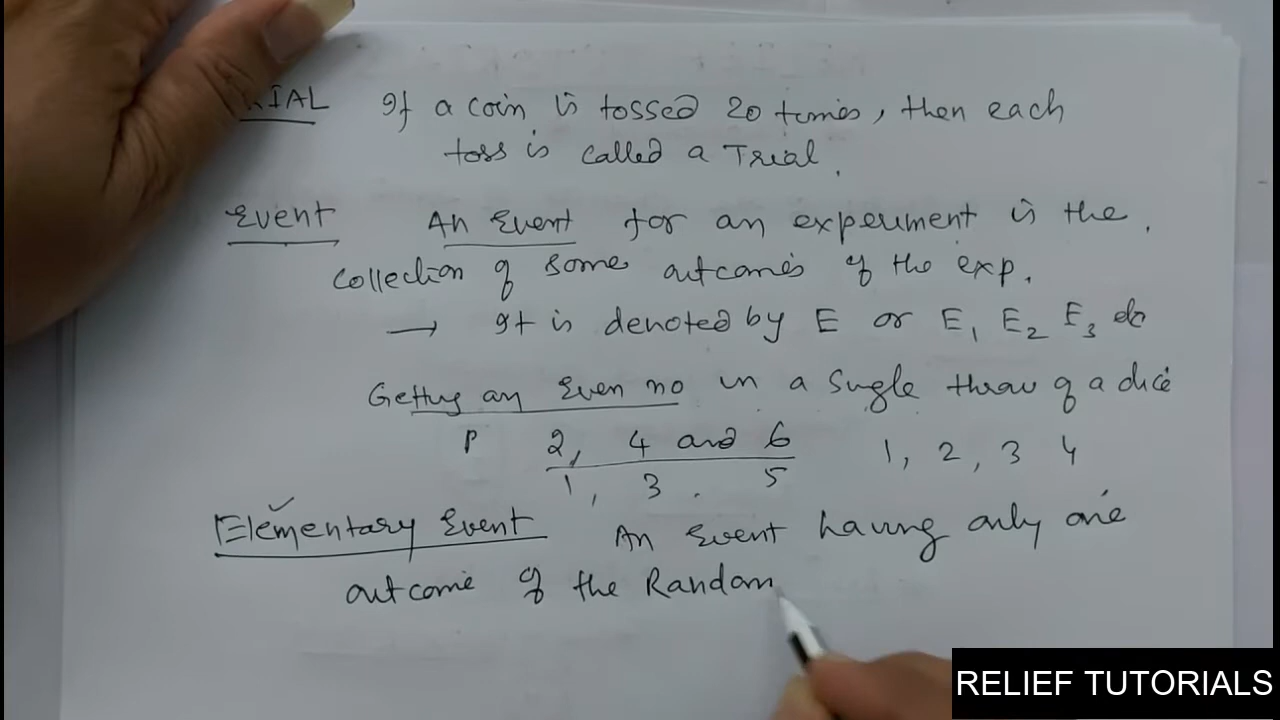 RIAL If a coin is tossed 20 times, then each
toss is called a Trial.
Event An Event for an experiment is the
collection of some outcomes of the exp.
→ It is denoted by E or E₁ E₂ E₃ etc
Getting an Even no in a Single throw of a dice
P 2, 4 and 6 1, 2, 3 4
1, 3. 5
Elementary Event An Event having only one
outcome of the Random
RELIEF TUTORIALS